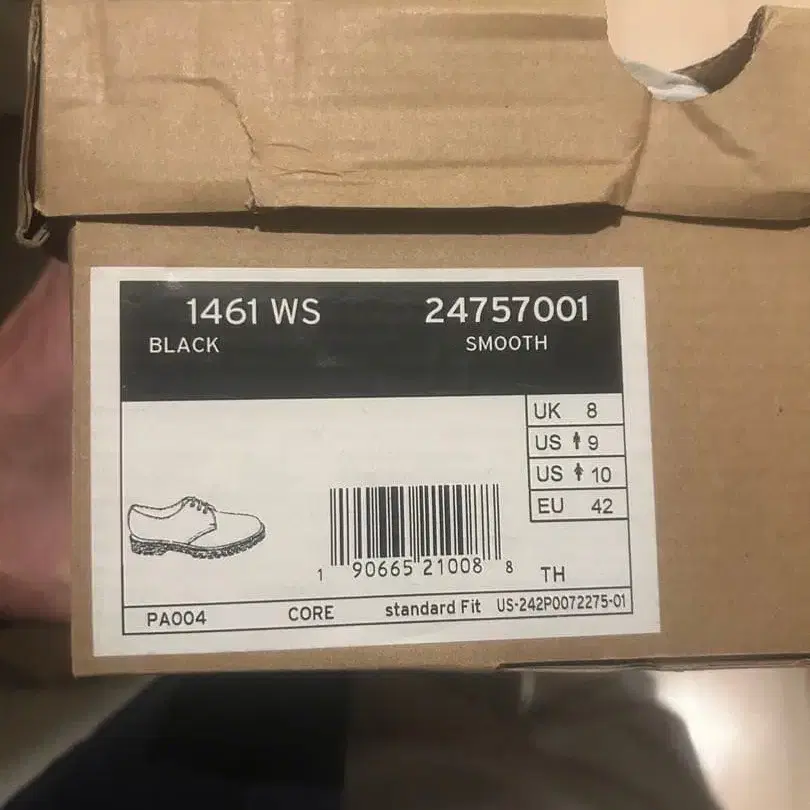 1461 WS 24757001
BLACK SMOOTH
UK 8
US 9
US 10
EU 42
1 90665 21008 8 TH
PA004 CORE standard Fit US-242P0072275-01